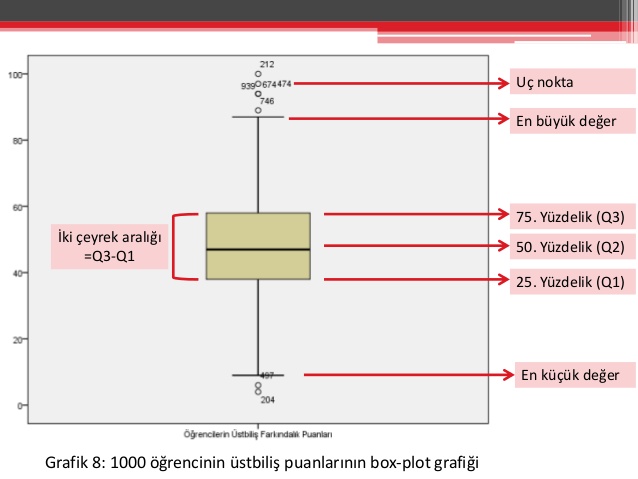 212
100
939 674 474
746
80
60
40
20
0
497
204
Uç nokta
En büyük değer
75. Yüzdelik (Q3)
50. Yüzdelik (Q2)
25. Yüzdelik (Q1)
En küçük değer
İki çeyrek aralığı
=Q3-Q1
Öğrencilerin Üstbiliş Farkındalık Puanları
Grafik 8: 1000 öğrencinin üstbiliş puanlarının box-plot grafiği